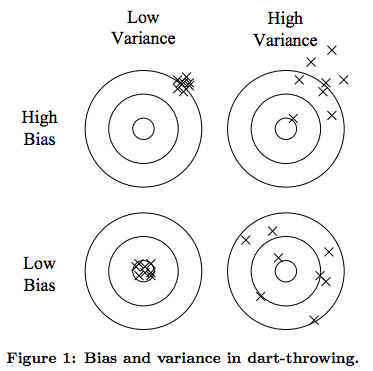 Low
Variance
High
Variance
High
Bias
Low
Bias
Figure 1: Bias and variance in dart-throwing.